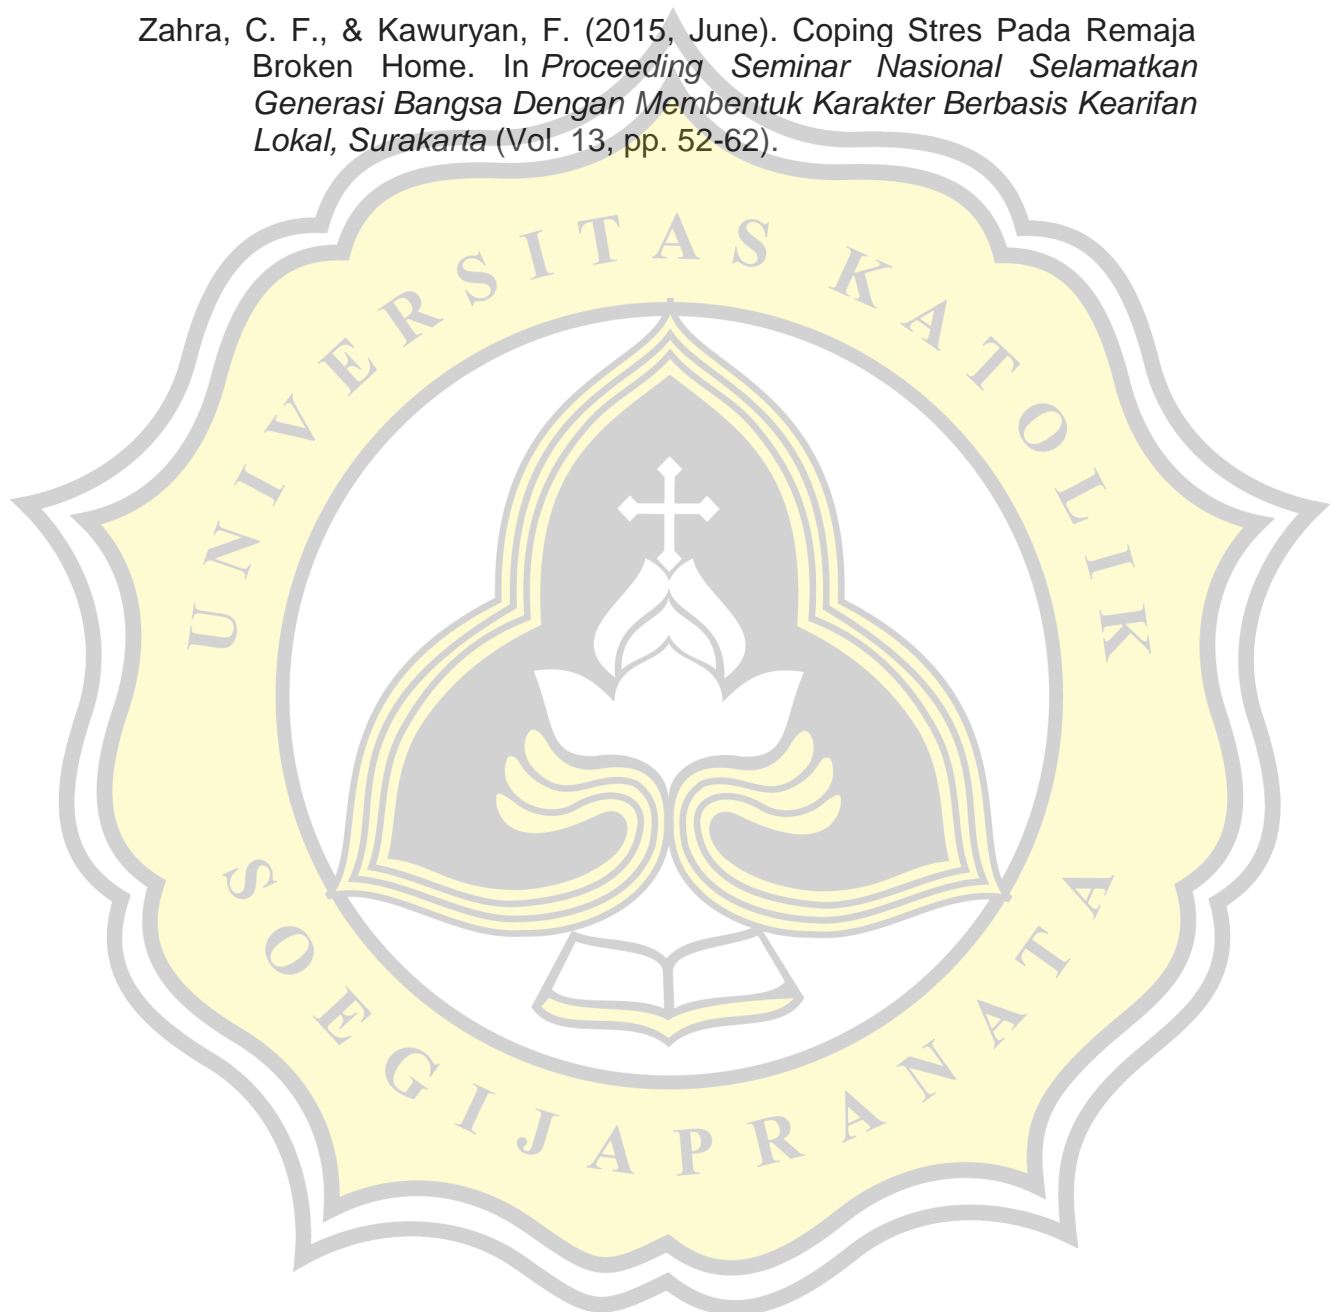 Zahra, C. F., & Kawuryan, F. (2015, June). Coping Stres Pada Remaja
Broken Home. In Proceeding Seminar Nasional Selamatkan
Generasi Bangsa Dengan Membentuk Karakter Berbasis Kearifan
Lokal, Surakarta (Vol. 13, pp. 52-62).
UNIVERSITAS KATOLIK
SOEGIJAPRANATA